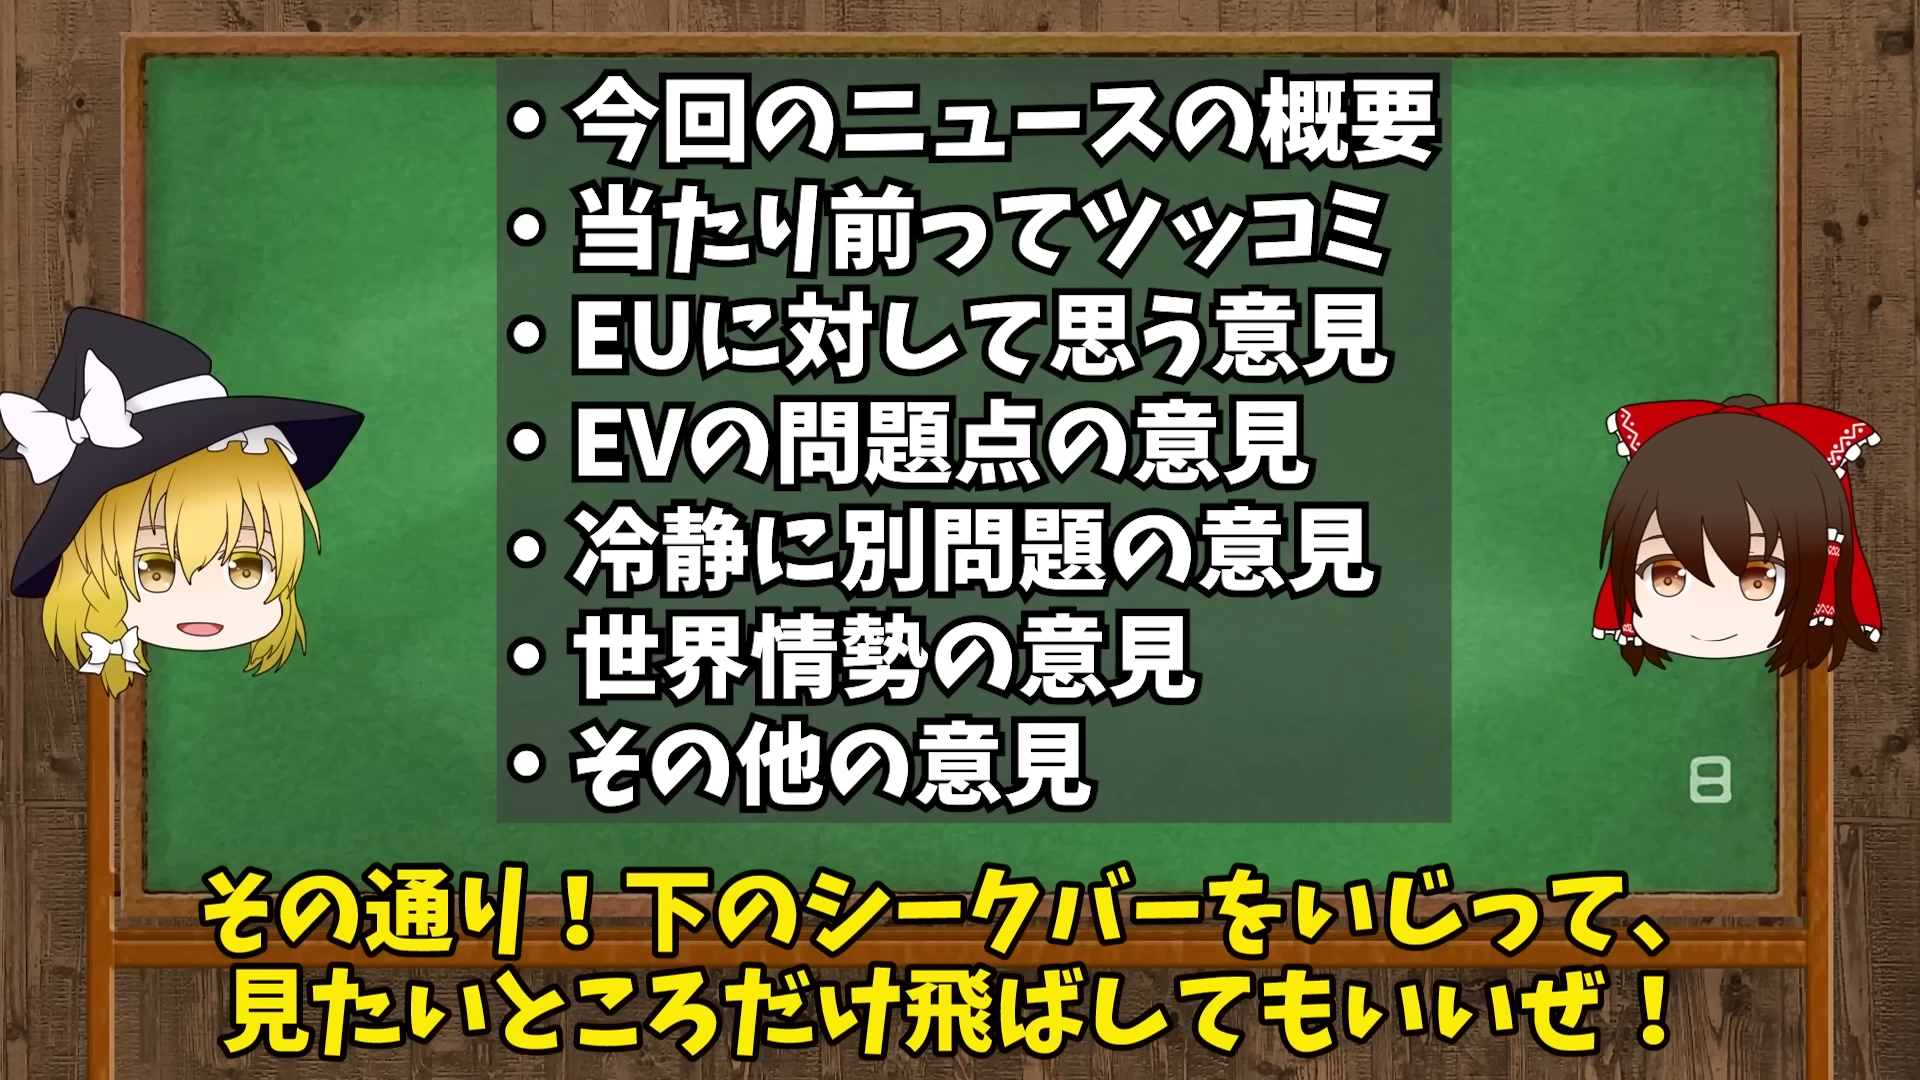 ・今回のニュースの概要
・当たり前ってツッコミ
・EUに対して思う意見
・EVの問題点の意見
・冷静に別問題の意見
・世界情勢の意見
・その他の意見
日
その通り！下のシークバーをいじって、
見たいところだけ飛ばしてもいいぜ！